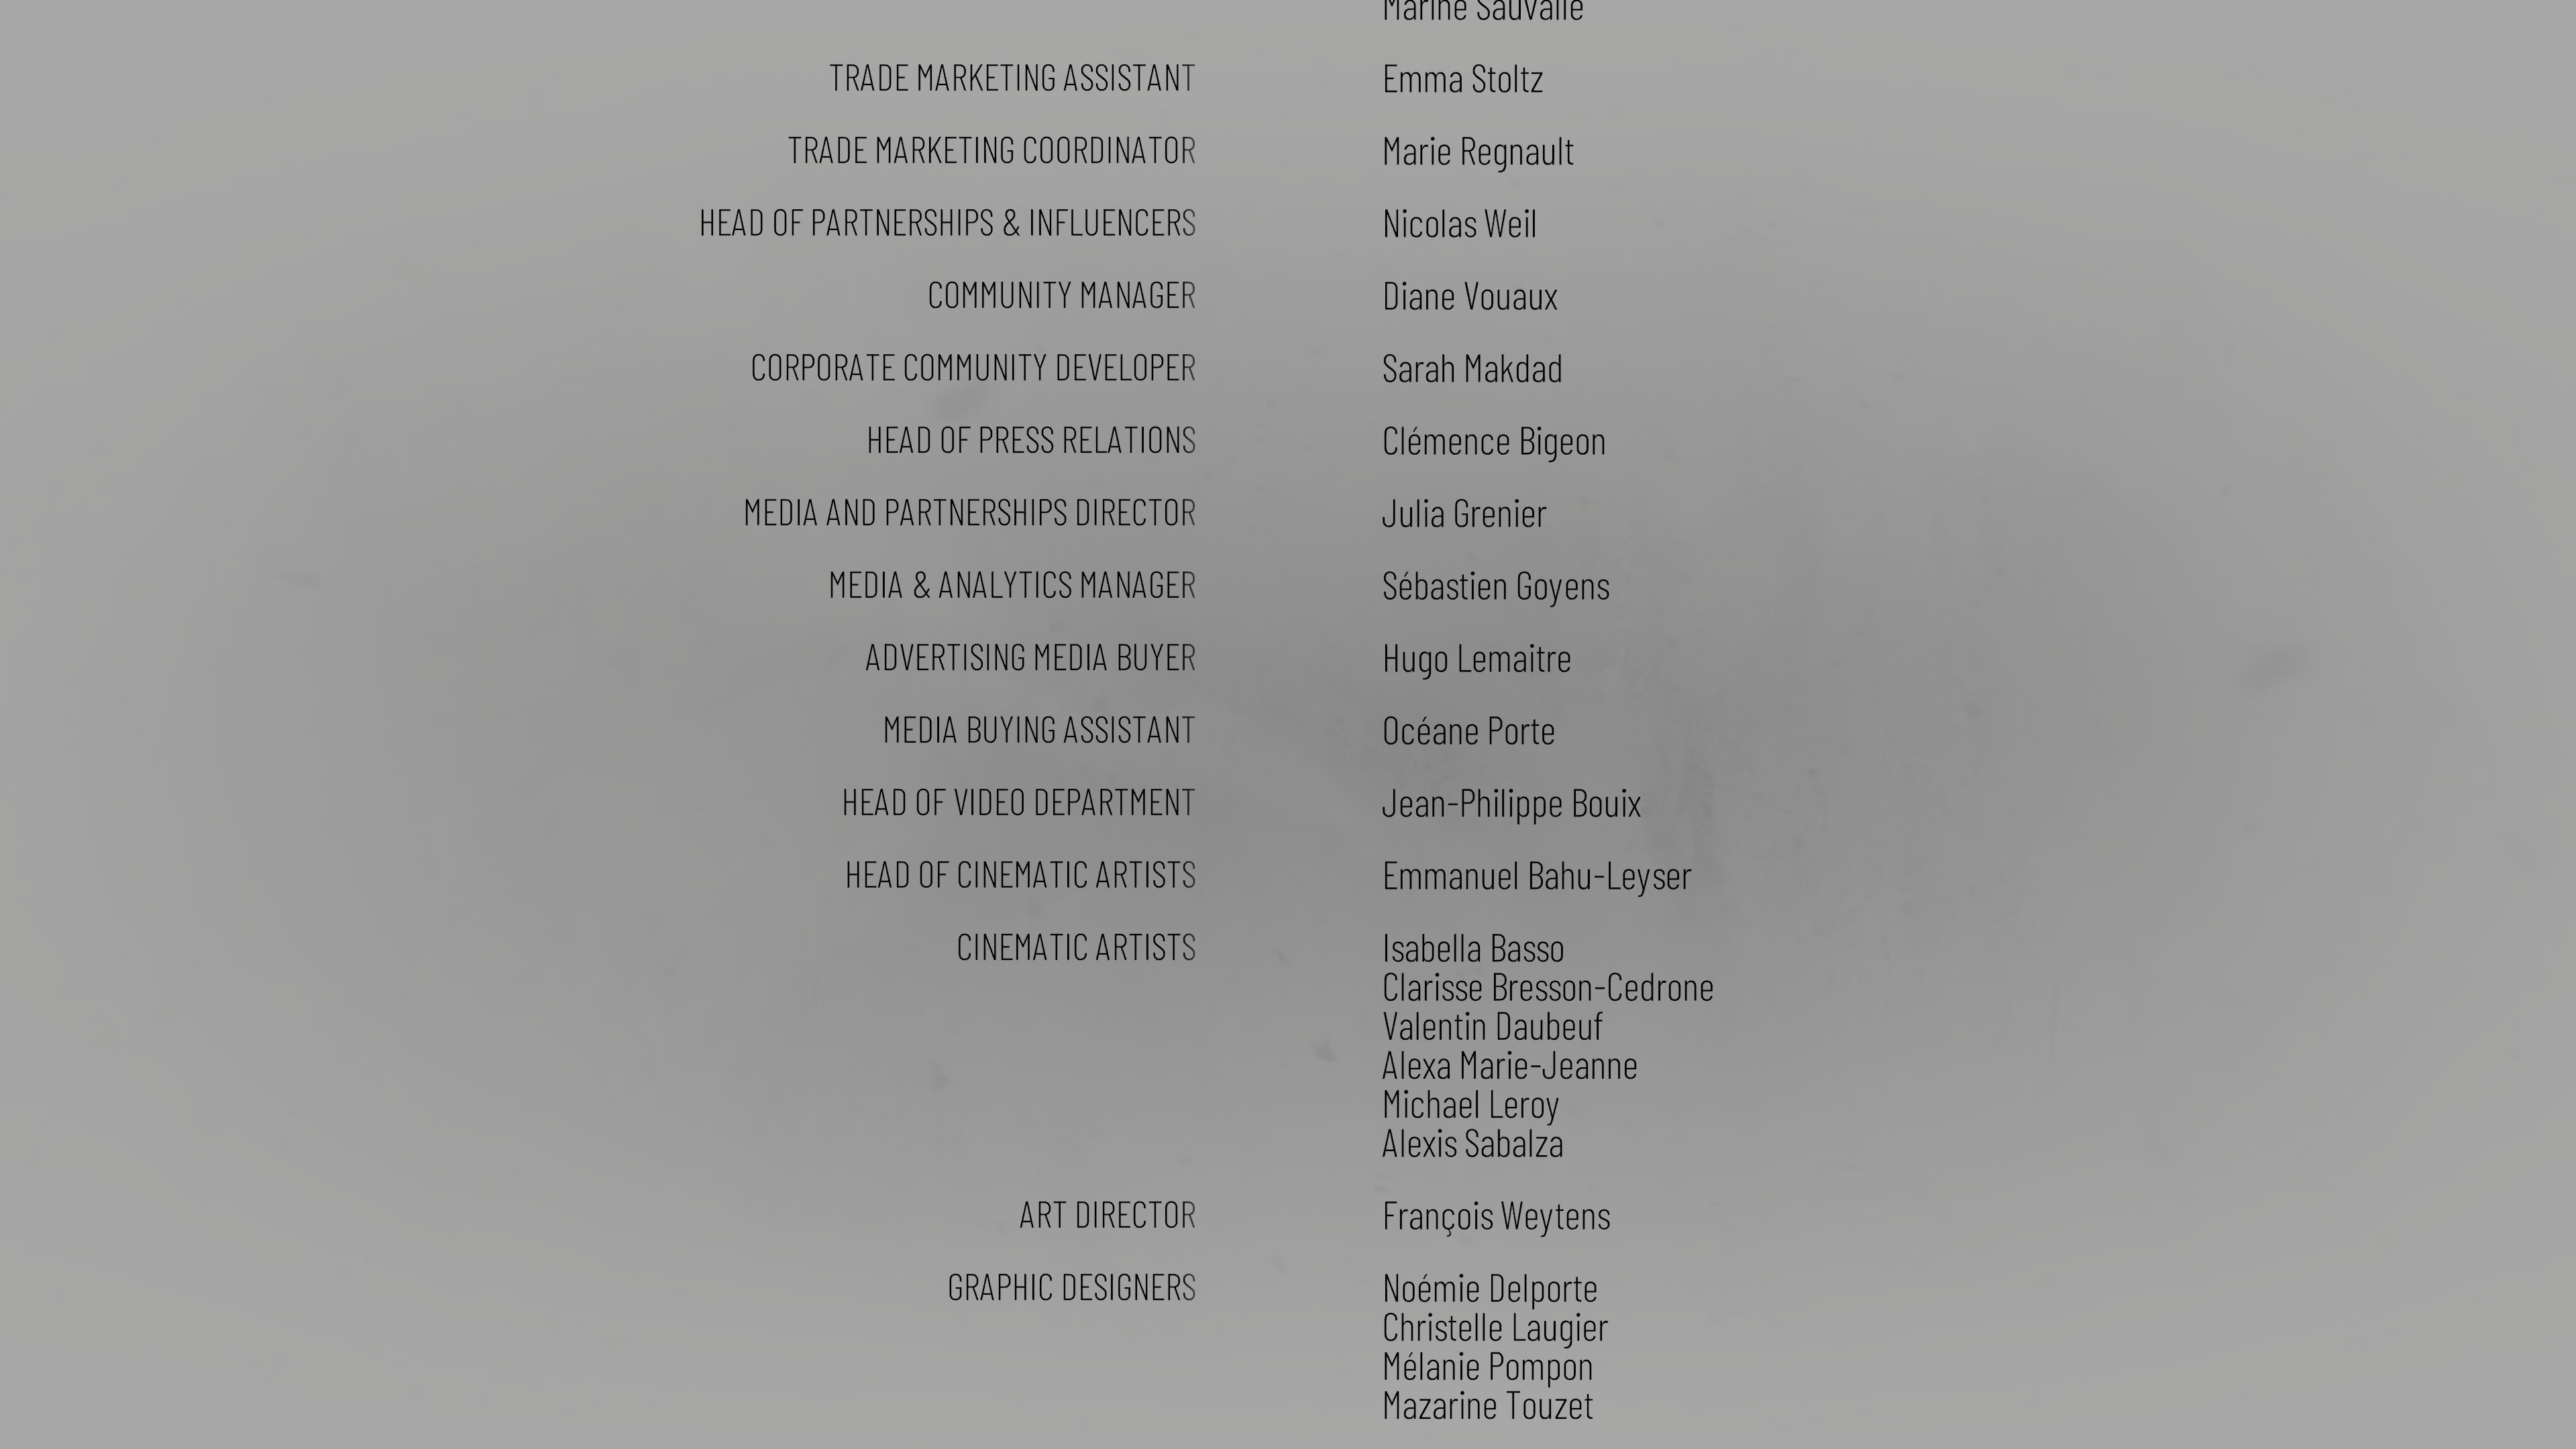 Marine Sauvalle
TRADE MARKETING ASSISTANT Emma Stoltz
TRADE MARKETING COORDINATOR Marie Regnault
HEAD OF PARTNERSHIPS & INFLUENCERS Nicolas Weil
COMMUNITY MANAGER Diane Vouaux
CORPORATE COMMUNITY DEVELOPER Sarah Makdad
HEAD OF PRESS RELATIONS Clémence Bigeon
MEDIA AND PARTNERSHIPS DIRECTOR Julia Grenier
MEDIA & ANALYTICS MANAGER Sébastien Goyens
ADVERTISING MEDIA BUYER Hugo Lemaitre
MEDIA BUYING ASSISTANT Océane Porte
HEAD OF VIDEO DEPARTMENT Jean-Philippe Bouix
HEAD OF CINEMATIC ARTISTS Emmanuel Bahu-Leyser
CINEMATIC ARTISTS Isabella Basso
Clarisse Bresson-Cedrone
Valentin Daubeuf
Alexa Marie-Jeanne
Michael Leroy
Alexis Sabalza
ART DIRECTOR François Weytens
GRAPHIC DESIGNERS Noémie Delporte
Christelle Laugier
Mélanie Pompon
Mazarine Touzet